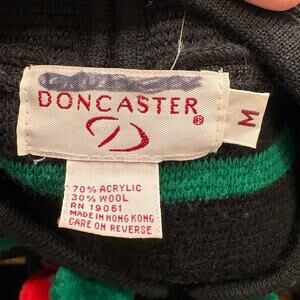 DONCASTER
®
M
70% ACRYLIC
30% WOOL
RN 19061
MADE IN HONG KONG
CARE ON REVERSE